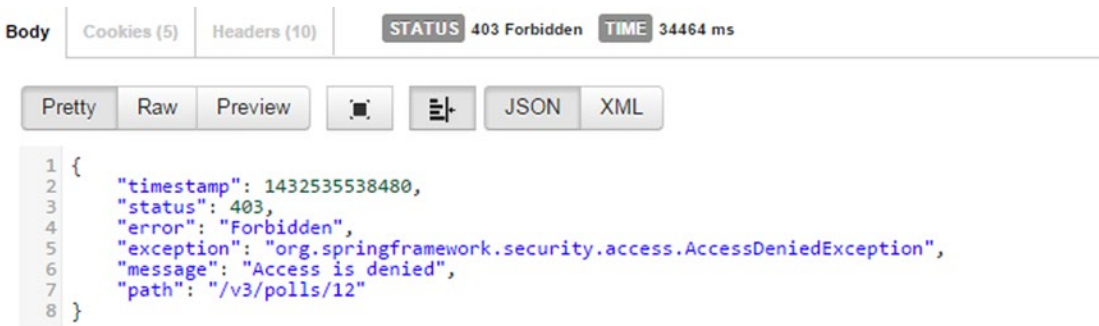 Body Cookies (5) Headers (10) STATUS 403 Forbidden TIME 34464 ms
Pretty Raw Preview JSON XML
1 {
2 "timestamp": 1432535538480,
3 "status": 403,
4 "error": "Forbidden",
5 "exception": "org.springframework.security.access.AccessDeniedException",
6 "message": "Access is denied",
7 "path": "/v3/polls/12"
8 }